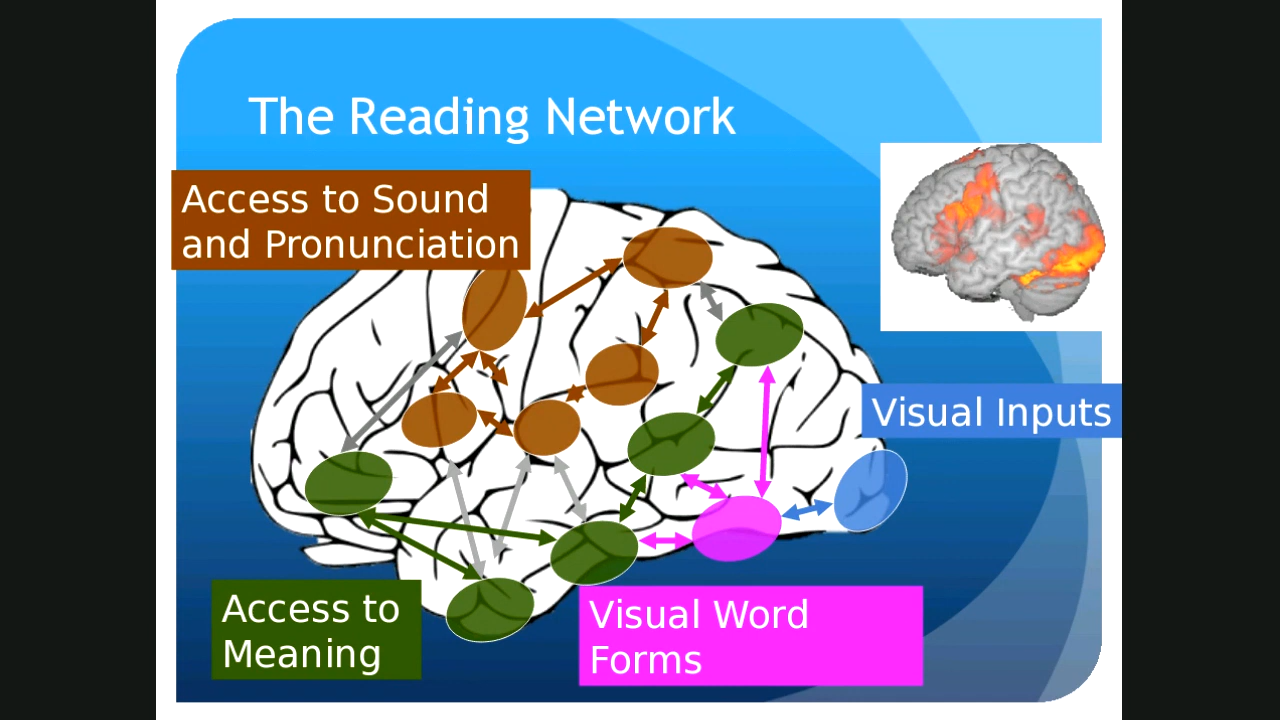 The Reading Network
Access to Sound
and Pronunciation
Visual Inputs
Access to
Meaning
Visual Word
Forms